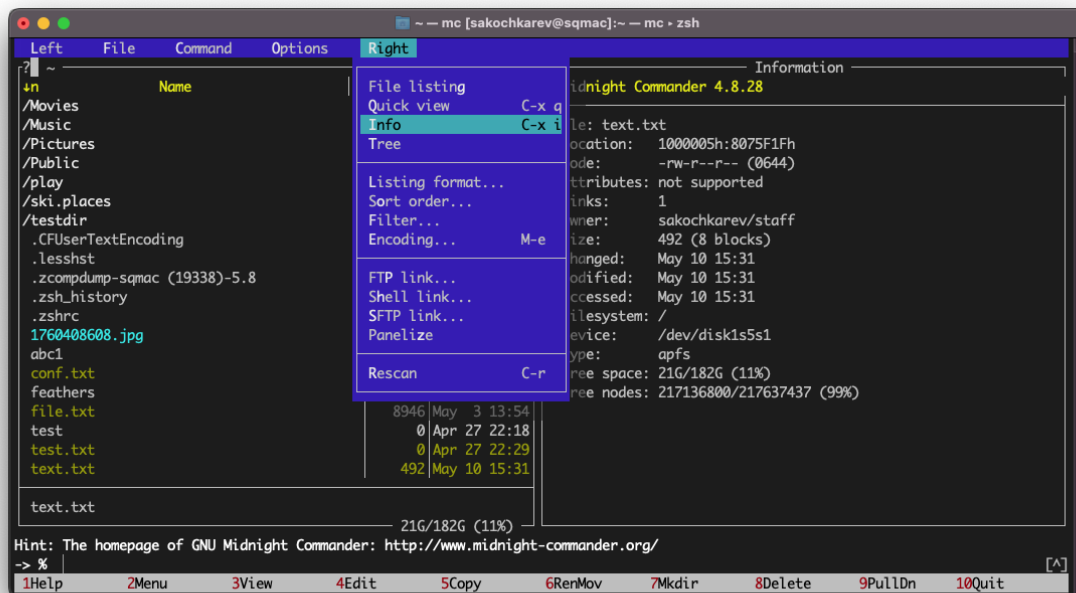 ~ — mc [sakochkarev@sqmac]:~ — mc ▸ zsh
Left File Command Options Right
? ~
↓n Name
/Movies
/Music
/Pictures
/Public
/play
/ski.places
/testdir
.CFUserTextEncoding
.lesshst
.zcompdump-sqmac (19338)-5.8
.zsh_history
.zshrc
1760408608.jpg
abc1
conf.txt
feathers
file.txt 8946 May 3 13:54
test 0 Apr 27 22:18
test.txt 0 Apr 27 22:29
text.txt 492 May 10 15:31
text.txt
21G/182G (11%)
File listing
Quick view C-x q
Info C-x i
Tree
Listing format...
Sort order...
Filter...
Encoding... M-e
FTP link...
Shell link...
SFTP link...
Panelize
Rescan C-r
Information
idnight Commander 4.8.28
le: text.txt
ocation: 1000005h:8075F1Fh
ode: -rw-r--r-- (0644)
ttributes: not supported
inks: 1
wner: sakochkarev/staff
ize: 492 (8 blocks)
hanged: May 10 15:31
odified: May 10 15:31
ccessed: May 10 15:31
ilesystem: /
evice: /dev/disk1s5s1
ype: apfs
ree space: 21G/182G (11%)
ree nodes: 217136800/217637437 (99%)
Hint: The homepage of GNU Midnight Commander: http://www.midnight-commander.org/
-> % [^]
1Help 2Menu 3View 4Edit 5Copy 6RenMov 7Mkdir 8Delete 9PullDn 10Quit